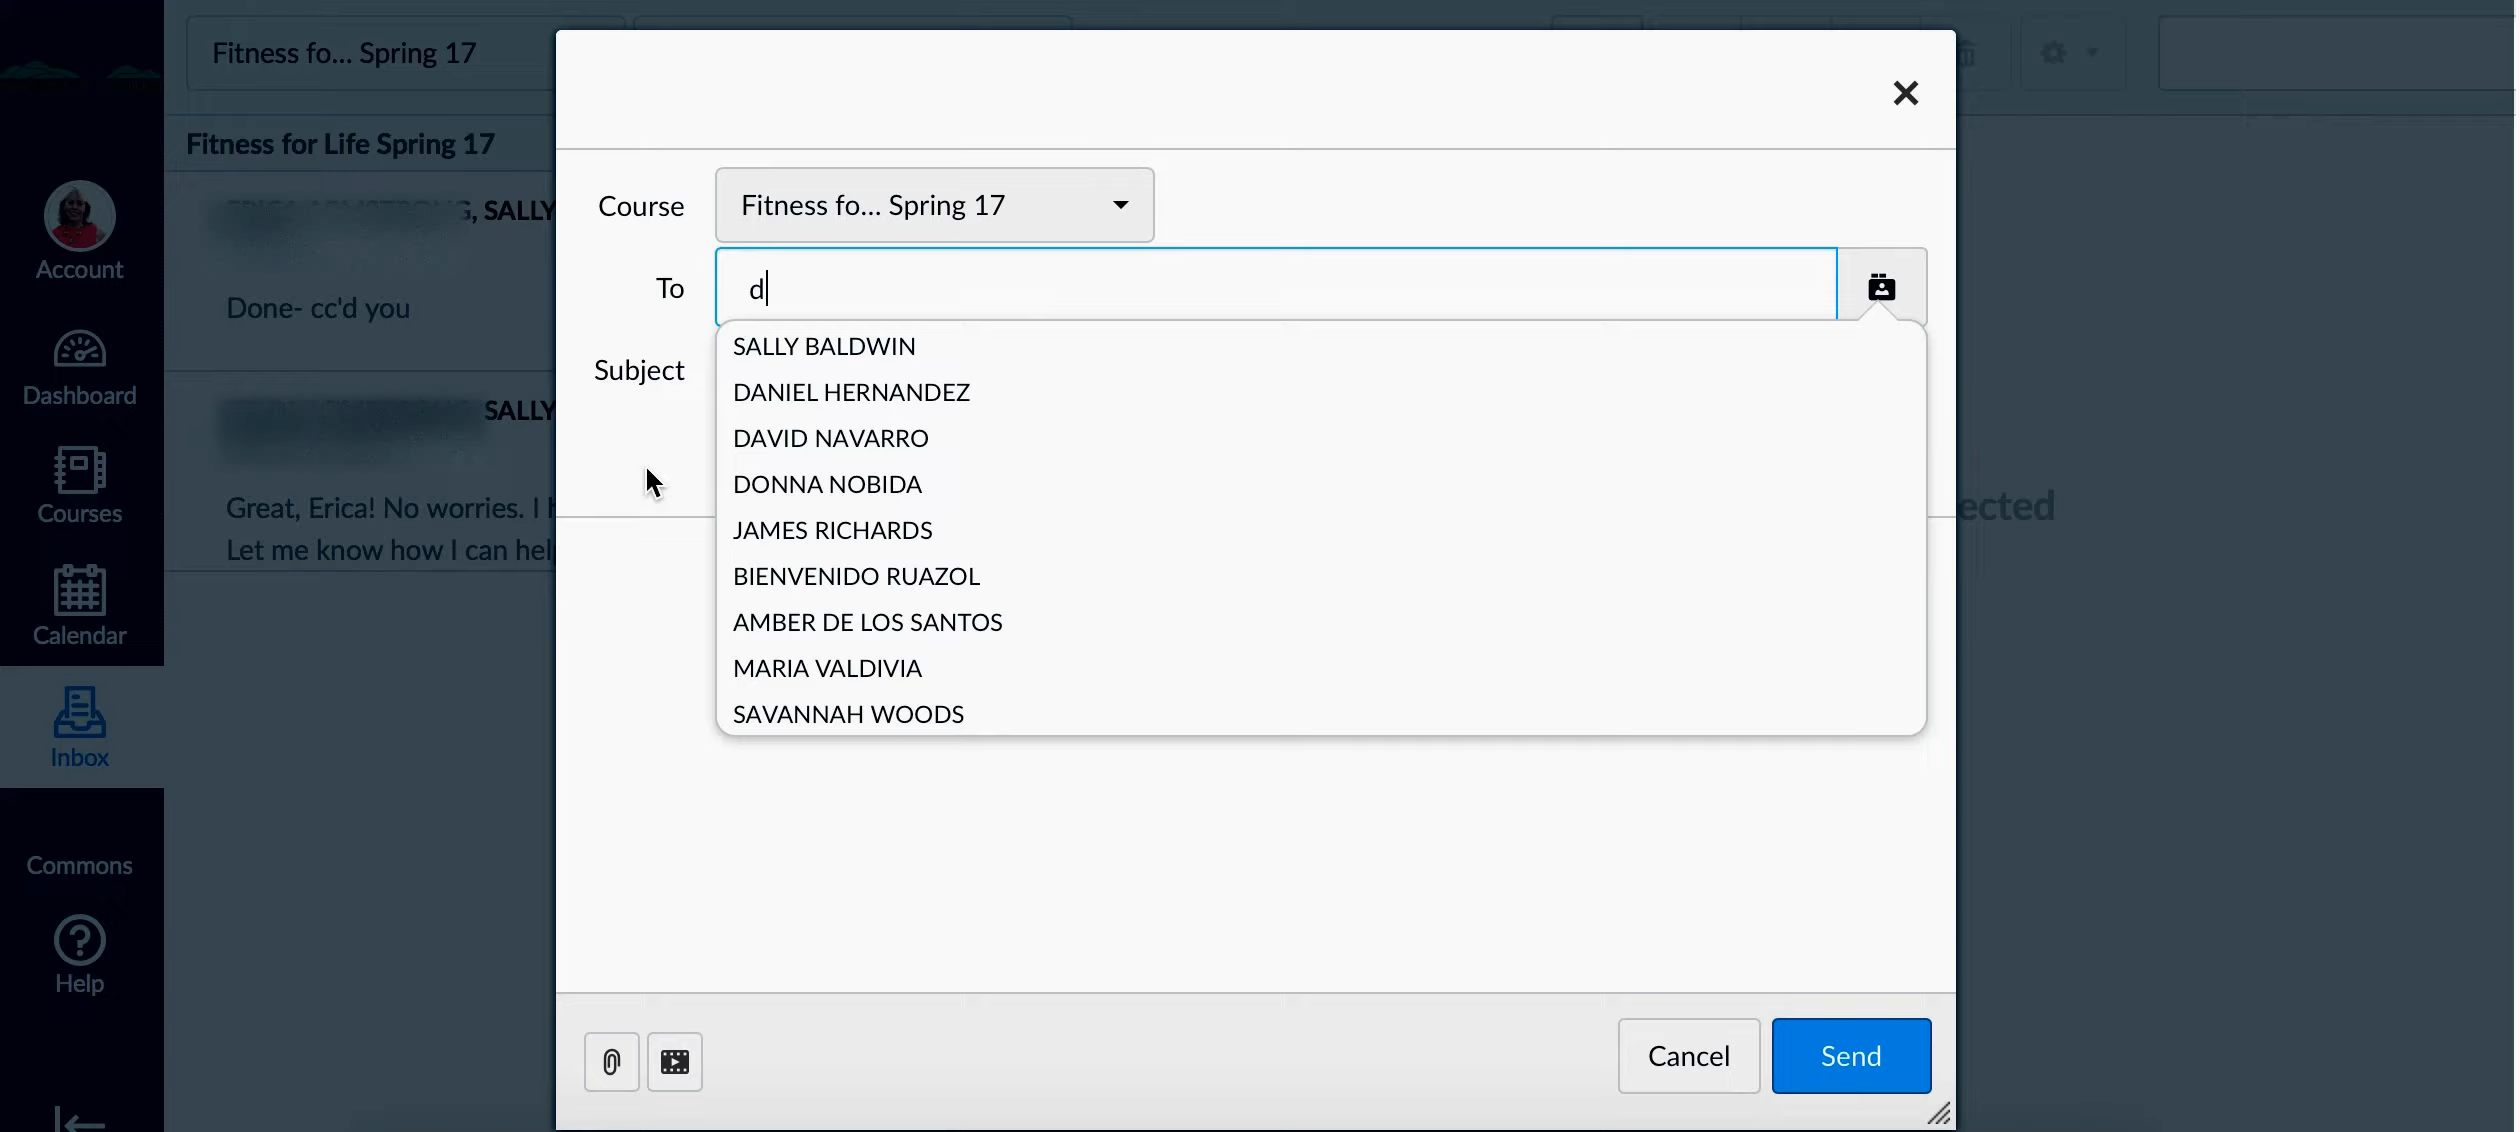 Fitness fo... Spring 17
Fitness for Life Spring 17
, SALLY
Done- cc'd you
SALLY
Great, Erica! No worries. I
Let me know how I can help
Account
Dashboard
Courses
Calendar
Inbox
Commons
Help
Course
Fitness fo... Spring 17
To
d
Subject
SALLY BALDWIN
DANIEL HERNANDEZ
DAVID NAVARRO
DONNA NOBIDA
JAMES RICHARDS
BIENVENIDO RUAZOL
AMBER DE LOS SANTOS
MARIA VALDIVIA
SAVANNAH WOODS
ected
Cancel
Send